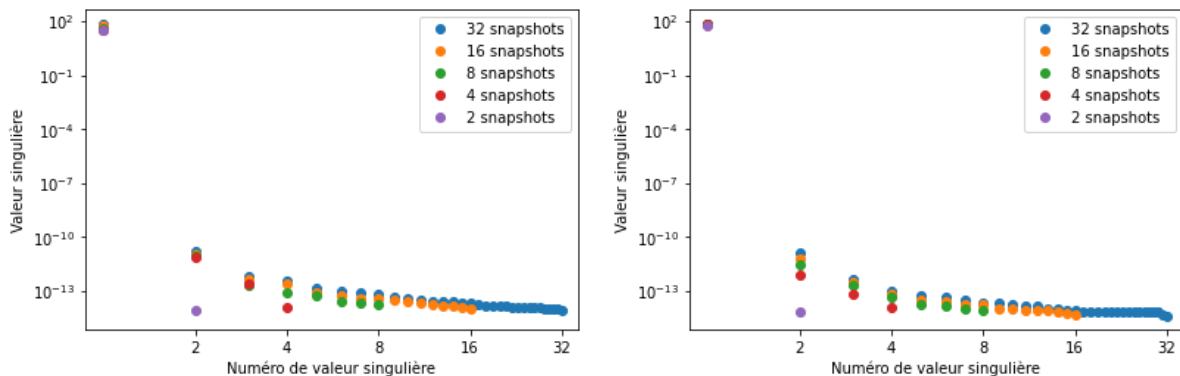 10^2
10^-1
10^-4
10^-7
10^-10
10^-13
Valeur singulière
32 snapshots
16 snapshots
8 snapshots
4 snapshots
2 snapshots
2 4 8 16 32
Numéro de valeur singulière
10^2
10^-1
10^-4
10^-7
10^-10
10^-13
Valeur singulière
32 snapshots
16 snapshots
8 snapshots
4 snapshots
2 snapshots
2 4 8 16 32
Numéro de valeur singulière